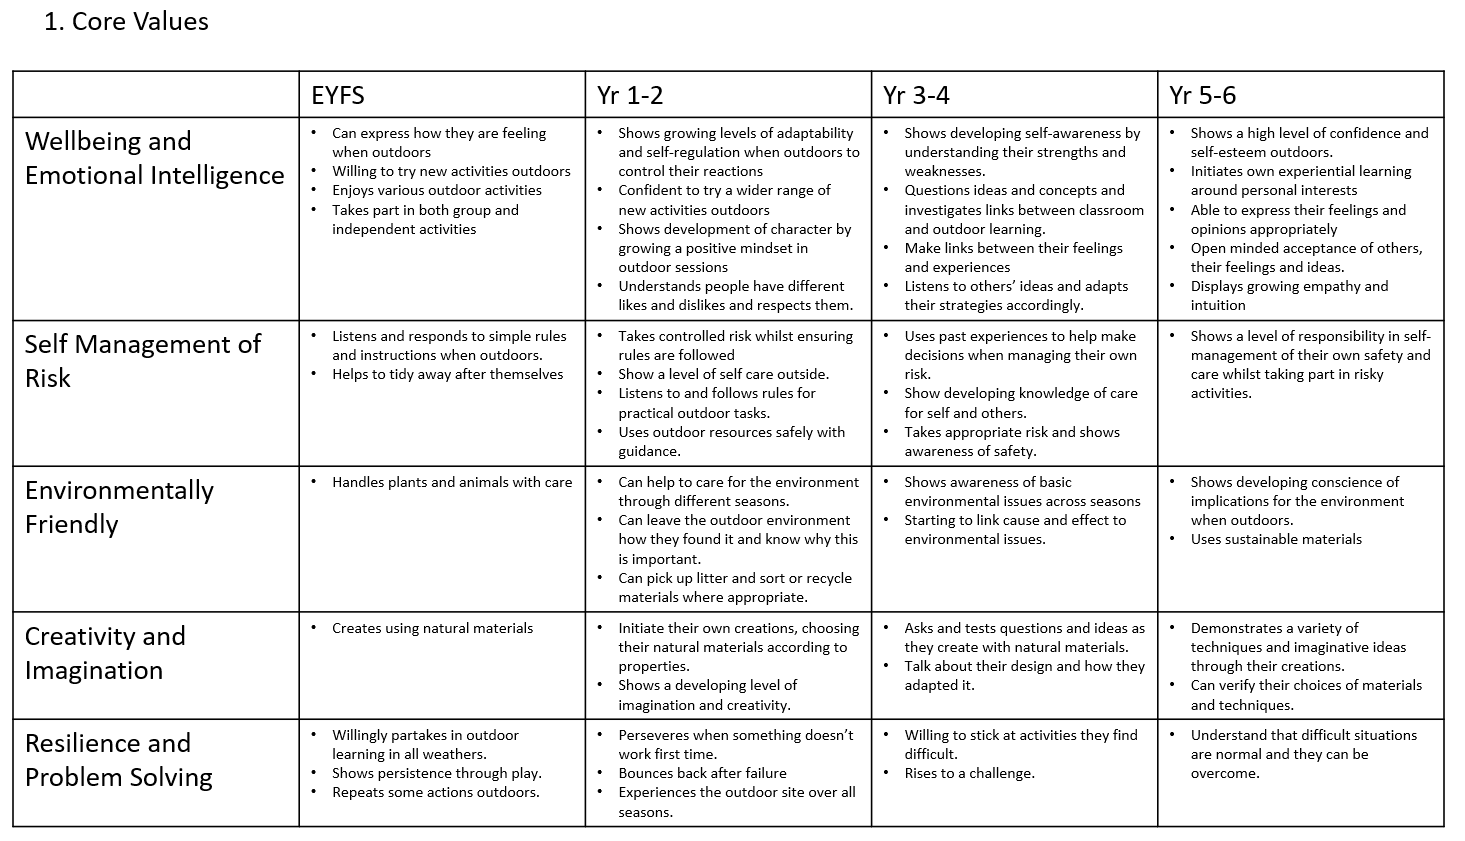 1. Core Values
EYFS
Yr 1-2
Yr 3-4
Yr 5-6
Wellbeing and
Emotional Intelligence
• Can express how they are feeling
when outdoors
• Willing to try new activities outdoors
• Enjoys various outdoor activities
• Takes part in both group and
independent activities
• Shows growing levels of adaptability
and self-regulation when outdoors to
control their reactions
• Confident to try a wider range of
new activities outdoors
• Shows development of character by
growing a positive mindset in
outdoor sessions
• Understands people have different
likes and dislikes and respects them.
• Shows developing self-awareness by
understanding their strengths and
weaknesses.
• Questions ideas and concepts and
investigates links between classroom
and outdoor learning.
• Make links between their feelings
and experiences
• Listen to others’ ideas and adapts
their strategies accordingly.
• Shows a high level of confidence and
self-esteem outdoors.
• Initiates own experiential learning
around personal interests
• Able to express their feelings and
opinions appropriately
• Open minded acceptance of others,
their feelings and ideas.
• Displays growing empathy and
intuition
Self Management of
Risk
• Listens and responds to simple rules
and instructions when outdoors.
• Helps to tidy away after themselves
• Takes controlled risk whilst ensuring
rules are followed
• Show a level of self care outside.
• Listens to and follows rules for
practical outdoor tasks.
• Uses outdoor resources safely with
guidance.
• Uses past experiences to help make
decisions when managing their own
risk.
• Show developing knowledge of care
for self and others.
• Takes appropriate risk and shows
awareness of safety.
• Shows a level of responsibility in self-
management of their own safety and
care whilst taking part in risky
activities.
Environmentally
Friendly
• Handles plants and animals with care
• Can help to care for the environment
through different seasons.
• Can leave the outdoor environment
how they found it and know why this
is important.
• Can pick up litter and sort or recycle
materials where appropriate.
• Shows awareness of basic
environmental issues across seasons
• Starting to link cause and effect to
environmental issues.
• Shows developing conscience of
implications for the environment
when outdoors.
• Uses sustainable materials
Creativity and
Imagination
• Creates using natural materials
• Initiate their own creations, choosing
their natural materials according to
properties.
• Shows a developing level of
imagination and creativity.
• Asks and tests questions and ideas as
they create with natural materials.
• Talk about their design and how they
adapted it.
• Demonstrates a variety of
techniques and imaginative ideas
through their creations.
• Can verify their choices of materials
and techniques.
Resilience and
Problem Solving
• Willingly partakes in outdoor
learning in all weathers.
• Shows persistence through play.
• Repeats some actions outdoors.
• Perseveres when something doesn’t
work first time.
• Bounces back after failure
• Experiences the outdoor site over all
seasons.
• Willing to stick at activities they find
difficult.
• Rises to a challenge.
• Understand that difficult situations
are normal and they can be
overcome.